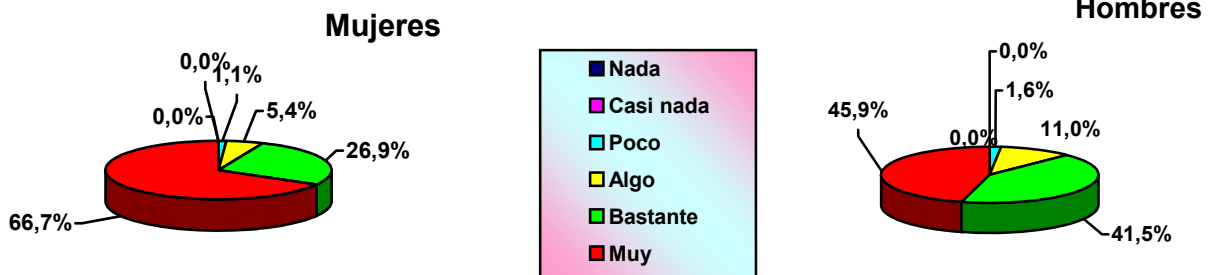 Mujeres
0,0%
1,1%
0,0%
5,4%
26,9%
66,7%
Nada
Casi nada
Poco
Algo
Bastante
Muy
Hombres
0,0%
1,6%
45,9%
0,0%
11,0%
41,5%